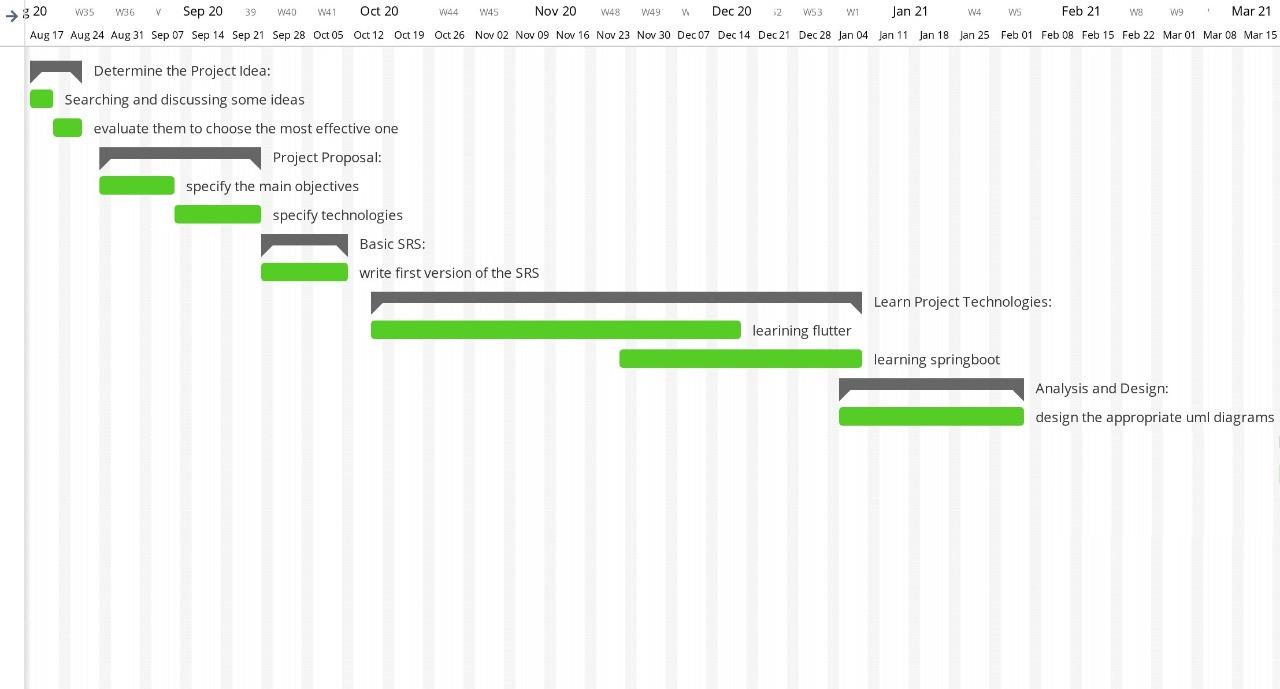 g 20 W35 W36 Sep 20 39 W40 W41 Oct 20 W44 W45 Nov 20 W48 W49 Dec 20 52 W53 W1 Jan 21 W4 W5 Feb 21 W8 W9 Mar 21
Aug 17 Aug 24 Aug 31 Sep 07 Sep 14 Sep 21 Sep 28 Oct 05 Oct 12 Oct 19 Oct 26 Nov 02 Nov 09 Nov 16 Nov 23 Nov 30 Dec 07 Dec 14 Dec 21 Dec 28 Jan 04 Jan 11 Jan 18 Jan 25 Feb 01 Feb 08 Feb 15 Feb 22 Mar 01 Mar 08 Mar 15
Determine the Project Idea:
Searching and discussing some ideas
evaluate them to choose the most effective one
Project Proposal:
specify the main objectives
specify technologies
Basic SRS:
write first version of the SRS
Learn Project Technologies:
learining flutter
learning springboot
Analysis and Design:
design the appropriate uml diagrams